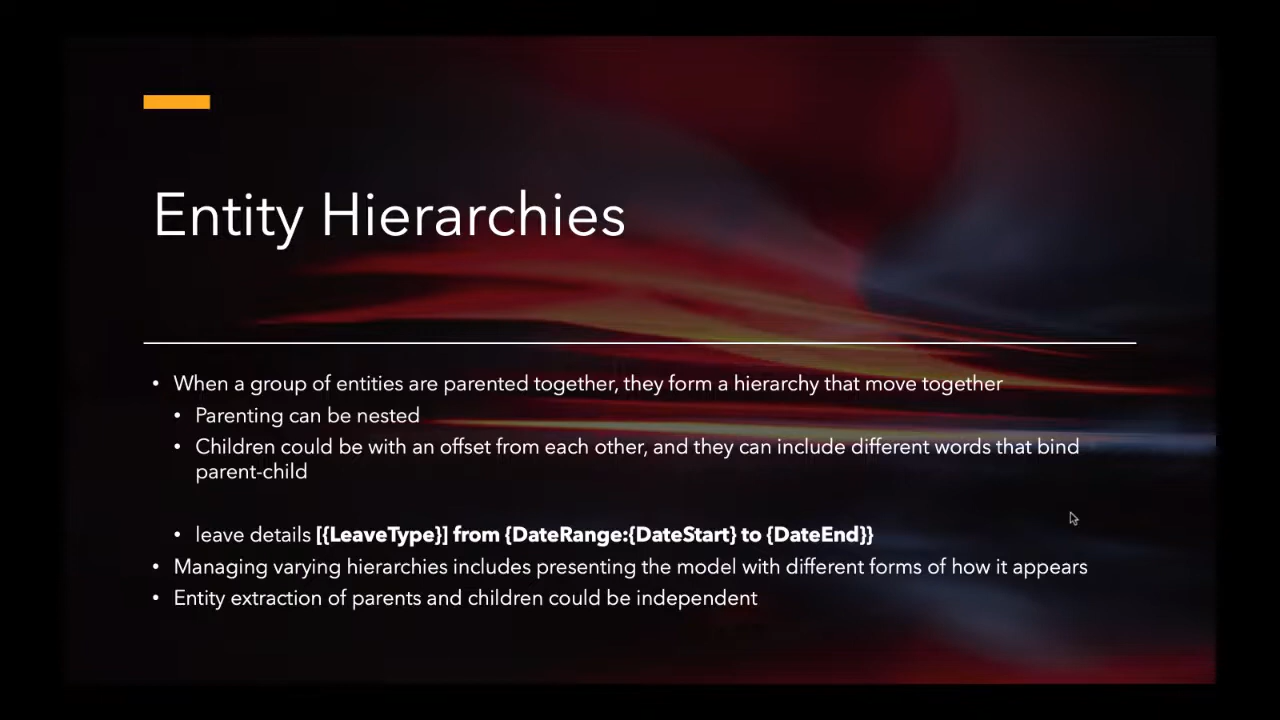 Entity Hierarchies
• When a group of entities are parented together, they form a hierarchy that move together
• Parenting can be nested
• Children could be with an offset from each other, and they can include different words that bind
parent-child
• leave details [{LeaveType}] from {DateRange:{DateStart} to {DateEnd}}
• Managing varying hierarchies includes presenting the model with different forms of how it appears
• Entity extraction of parents and children could be independent